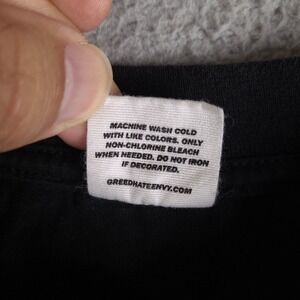 MACHINE WASH COLD
WITH LIKE COLORS. ONLY
NON-CHLORINE BLEACH
WHEN NEEDED. DO NOT IRON
IF DECORATED.
GREEDHATEENVY.COM